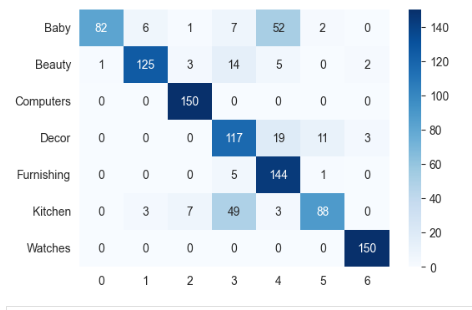 Baby 82 6 1 7 52 2 0
Beauty 1 125 3 14 5 0 2
Computers 0 0 150 0 0 0 0
Decor 0 0 0 117 19 11 3
Furnishing 0 0 0 5 144 1 0
Kitchen 0 3 7 49 3 88 0
Watches 0 0 0 0 0 0 150
0 1 2 3 4 5 6
140
120
100
80
60
40
20
0